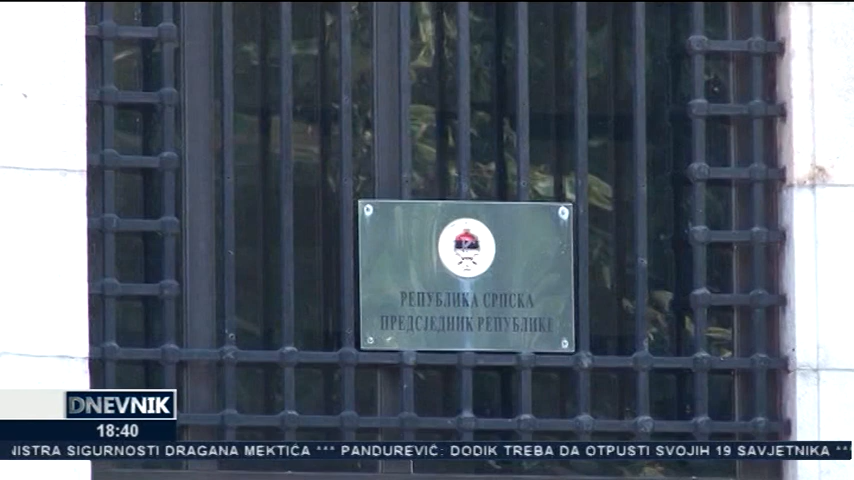 РЕПУБЛИКА СРПСКА
ПРЕДСЈЕДНИК РЕПУБЛИКЕ
DNEVNIK
18:40
NISTRA SIGURNOSTI DRAGANA MEKTIĆA *** PANDUREVIĆ: DODIK TREBA DA OTPUSTI SVOJIH 19 SAVJETNIKA **